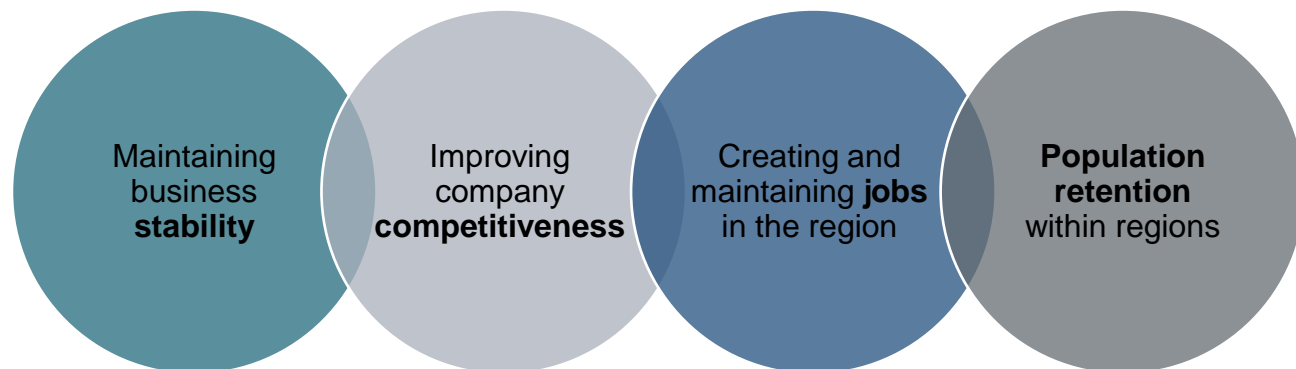 Maintaining
business
stability
Improving
company
competitiveness
Creating and
maintaining jobs
in the region
Population
retention
within regions